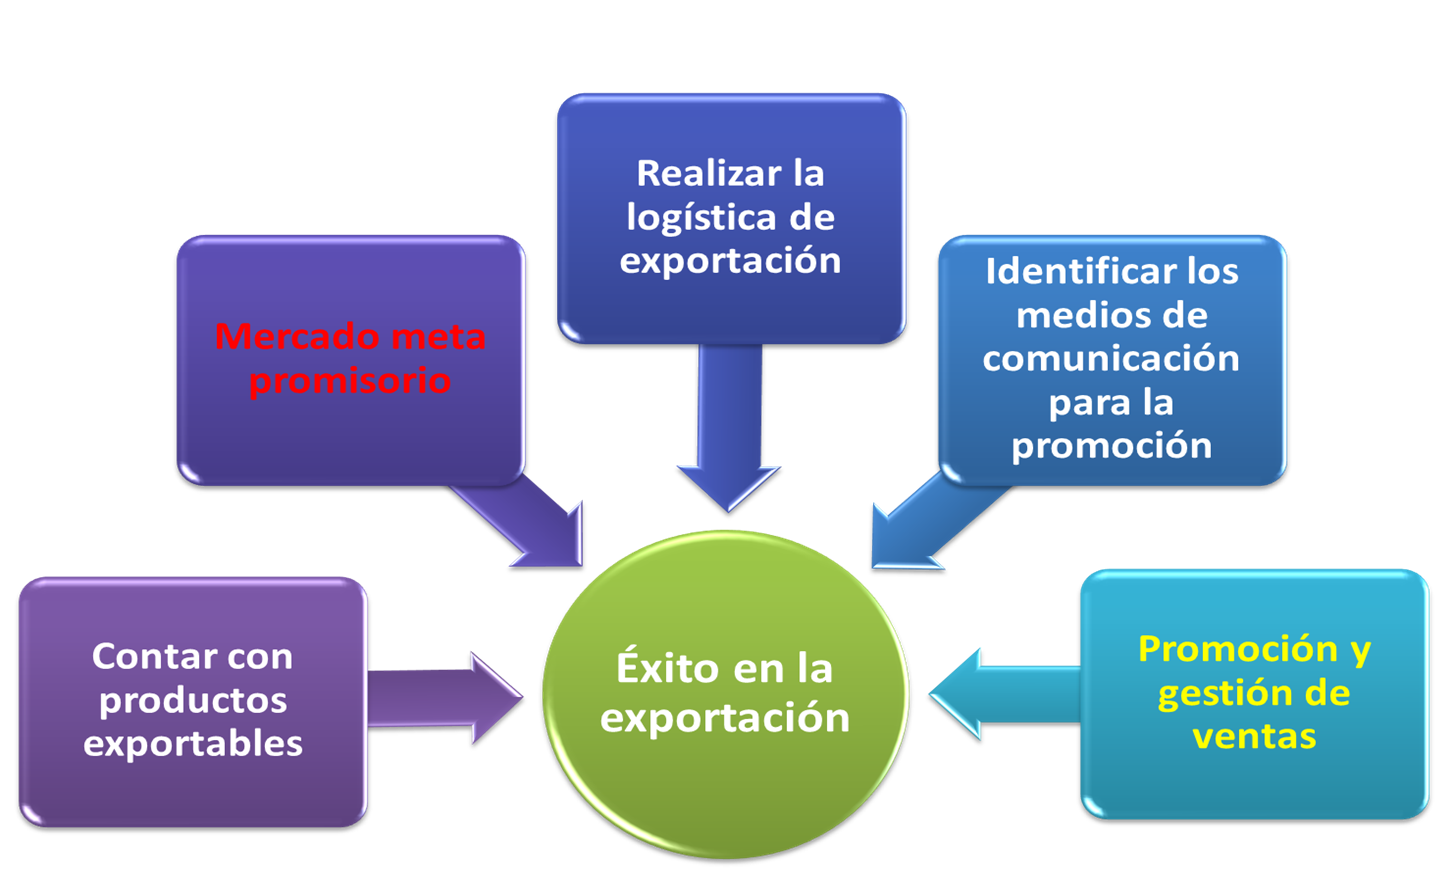 Realizar la
logística de
exportación
Mercado meta
promisorio
Identificar los
medios de
comunicación
para la
promoción
Contar con
productos
exportables
Éxito en la
exportación
Promoción y
gestión de
ventas